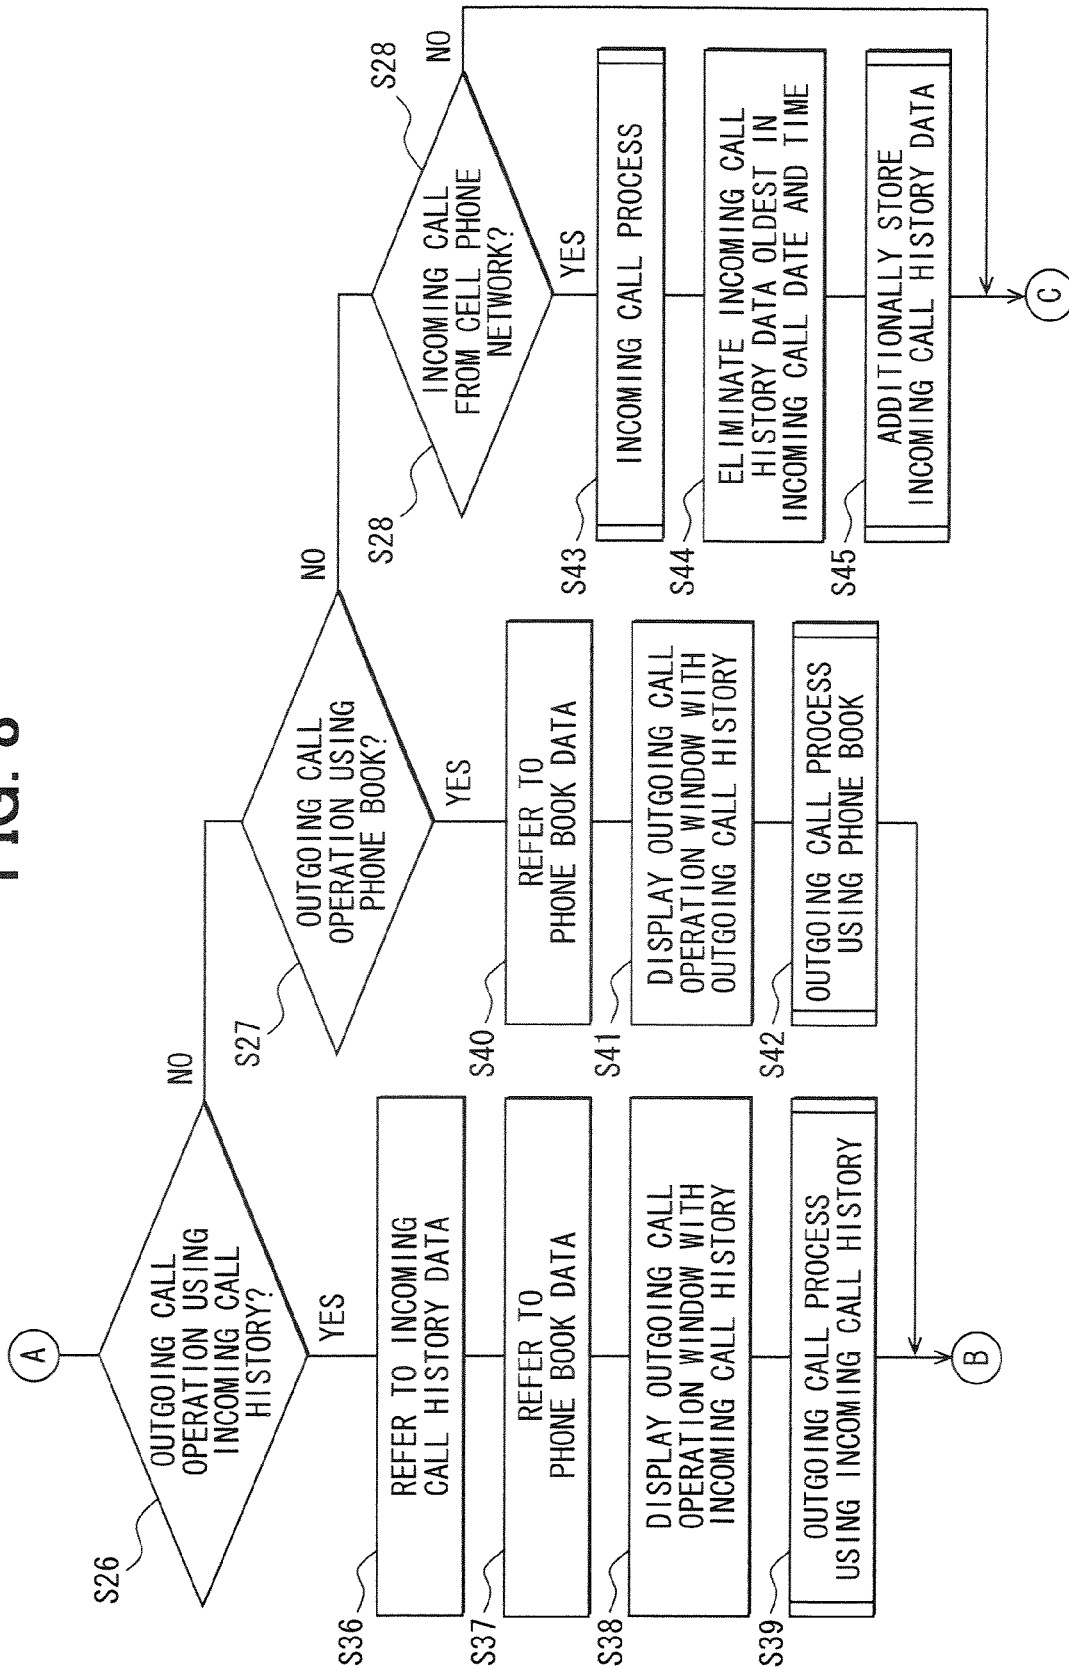 FIG. 8
A
OUTGOING CALL
OPERATION USING
INCOMING CALL
HISTORY?
S26
NO
YES
REFER TO INCOMING
CALL HISTORY DATA
S36
REFER TO
PHONE BOOK DATA
S37
DISPLAY OUTGOING CALL
OPERATION WINDOW WITH
INCOMING CALL HISTORY
S38
OUTGOING CALL PROCESS
USING INCOMING CALL HISTORY
S39
B
OUTGOING CALL
OPERATION USING
PHONE BOOK?
S27
NO
YES
REFER TO
PHONE BOOK DATA
S40
DISPLAY OUTGOING CALL
OPERATION WINDOW WITH
OUTGOING CALL HISTORY
S41
OUTGOING CALL PROCESS
USING PHONE BOOK
S42
INCOMING CALL
FROM CELL PHONE
NETWORK?
S28
S28
NO
YES
INCOMING CALL PROCESS
S43
ELIMINATE INCOMING CALL
HISTORY DATA OLDEST IN
INCOMING CALL DATE AND TIME
S44
ADDITIONALLY STORE
INCOMING CALL HISTORY DATA
S45
C